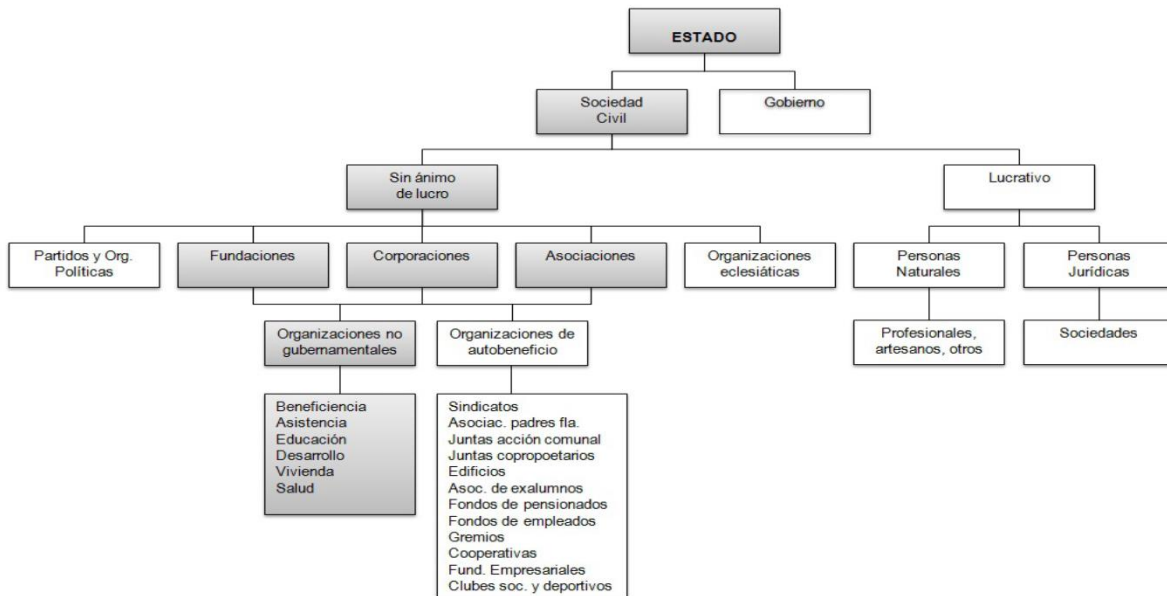 ESTADO
Sociedad
Civil
Gobierno
Sin ánimo
de lucro
Lucrativo
Partidos y Org.
Políticas
Fundaciones
Corporaciones
Asociaciones
Organizaciones
eclesiáticas
Personas
Naturales
Personas
Jurídicas
Organizaciones no
gubernamentales
Organizaciones de
autobeneficio
Profesionales,
artesanos, otros
Sociedades
Beneficiencia
Asistencia
Educación
Desarrollo
Vivienda
Salud
Sindicatos
Asociac. padres fla.
Juntas acción comunal
Juntas copropoetarios
Edificios
Asoc. de exalumnos
Fondos de pensionados
Fondos de empleados
Gremios
Cooperativas
Fund. Empresariales
Clubes soc. y deportivos